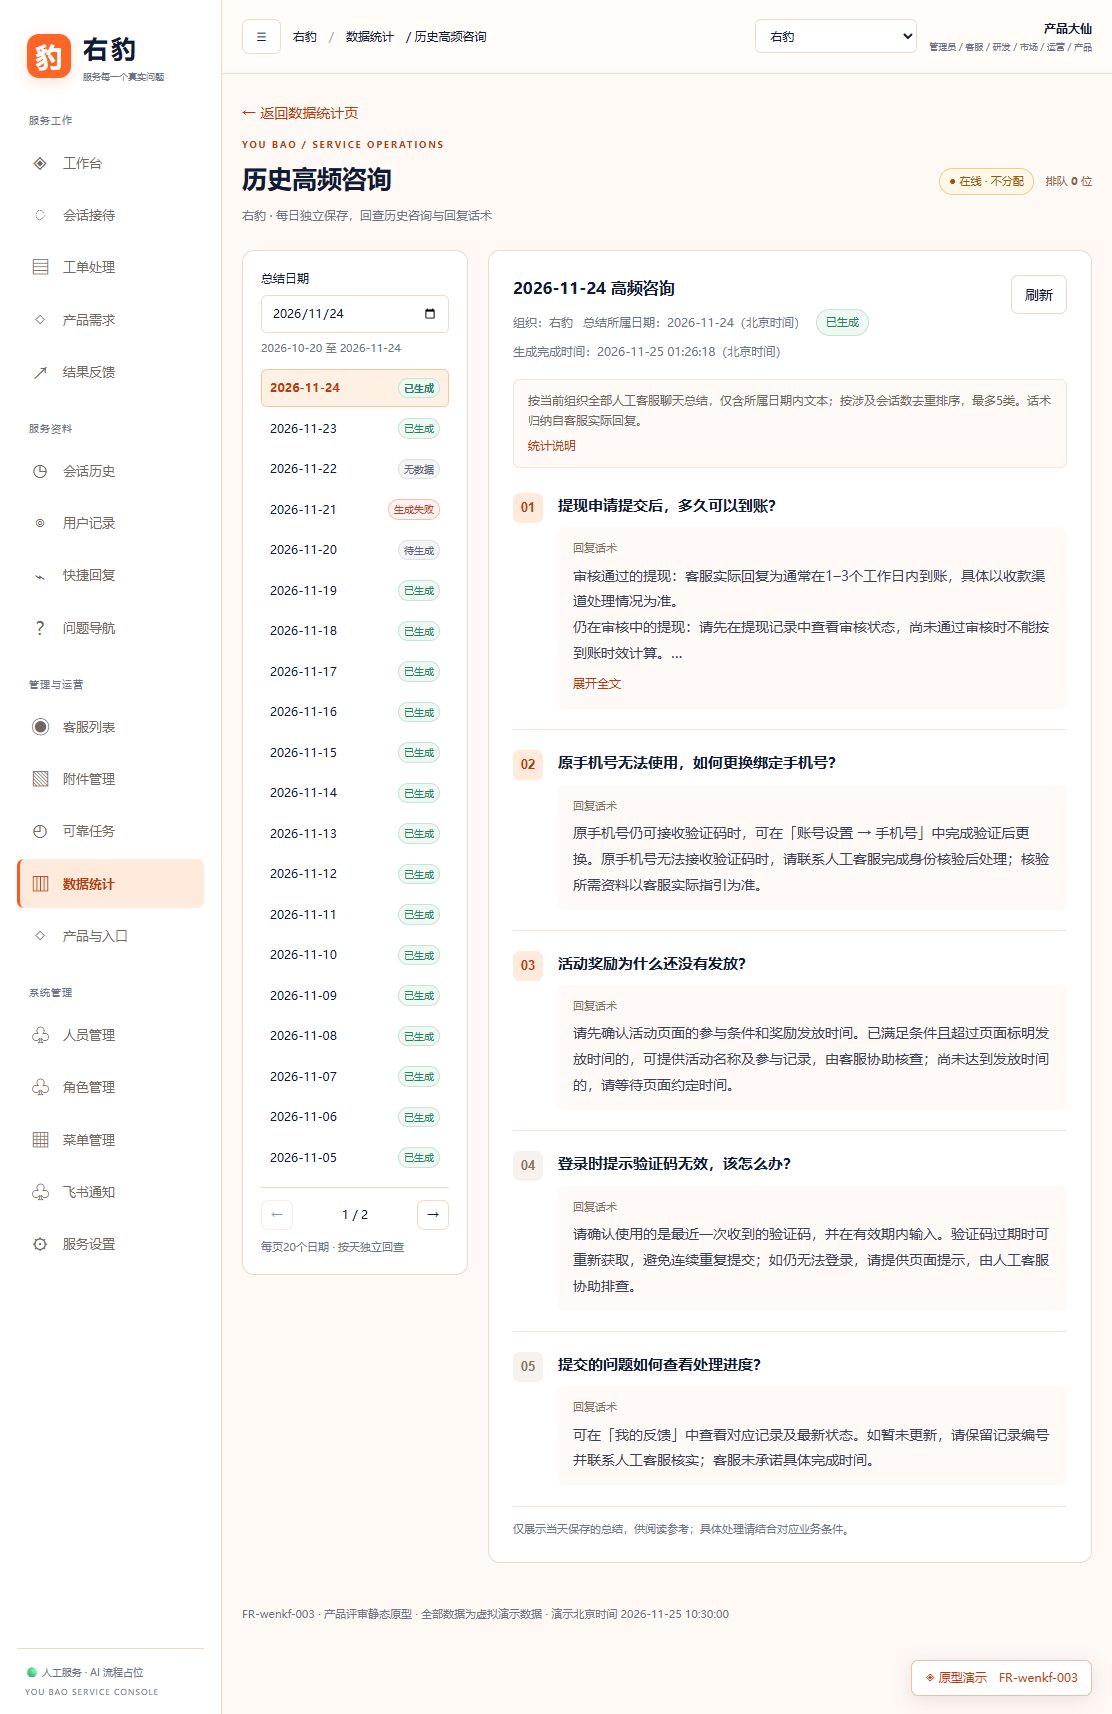 豹 右豹
服务每一个真实问题
服务工作
工作台
会话接待
工单处理
产品需求
结果反馈
服务资料
会话历史
用户记录
快捷回复
? 问题导航
管理与运营
客服列表
附件管理
可靠任务
数据统计
产品与入口
系统管理
人员管理
角色管理
菜单管理
飞书通知
服务设置
人工服务 · AI 流程占位
YOU BAO SERVICE CONSOLE
☰ 右豹 / 数据统计 / 历史高频咨询
右豹
产品大仙
管理员 / 客服 / 研发 / 市场 / 运营 / 产品
← 返回数据统计页
YOU BAO / SERVICE OPERATIONS
历史高频咨询
在线 · 不分配 排队 0 位
右豹 · 每日独立保存，回查历史咨询与回复话术
总结日期
2026/11/24
2026-10-20 至 2026-11-24
2026-11-24 已生成
2026-11-23 已生成
2026-11-22 无数据
2026-11-21 生成失败
2026-11-20 待生成
2026-11-19 已生成
2026-11-18 已生成
2026-11-17 已生成
2026-11-16 已生成
2026-11-15 已生成
2026-11-14 已生成
2026-11-13 已生成
2026-11-12 已生成
2026-11-11 已生成
2026-11-10 已生成
2026-11-09 已生成
2026-11-08 已生成
2026-11-07 已生成
2026-11-06 已生成
2026-11-05 已生成
← 1 / 2 →
每页20个日期 · 按天独立回查
2026-11-24 高频咨询
刷新
组织：右豹 总结所属日期：2026-11-24（北京时间） 已生成
生成完成时间：2026-11-25 01:26:18（北京时间）
按当前组织全部人工客服聊天总结，仅含所属日期内文本；按涉及会话数去重排序，最多5类。话术
归纳自客服实际回复。
统计说明
01 提现申请提交后，多久可以到账？
回复话术
审核通过的提现：客服实际回复为通常在1–3个工作日内到账，具体以收款渠
道处理情况为准。
仍在审核中的提现：请先在提现记录中查看审核状态，尚未通过审核时不能按
到账时效计算。...
展开全文
02 原手机号无法使用，如何更换绑定手机号？
回复话术
原手机号仍可接收验证码时，可在「账号设置 → 手机号」中完成验证后更
换。原手机号无法接收验证码时，请联系人工客服完成身份核验后处理；核验
所需资料以客服实际指引为准。
03 活动奖励为什么还没有发放？
回复话术
请先确认活动页面的参与条件和奖励发放时间。已满足条件且超过页面标明发
放时间的，可提供活动名称及参与记录，由客服协助核查；尚未达到发放时间
的，请等待页面约定时间。
04 登录时提示验证码无效，该怎么办？
回复话术
请确认使用的是最近一次收到的验证码，并在有效期内输入。验证码过期时可
重新获取，避免连续重复提交；如仍无法登录，请提供页面提示，由人工客服
协助排查。
05 提交的问题如何查看处理进度？
回复话术
可在「我的反馈」中查看对应记录及最新状态。如暂未更新，请保留记录编号
并联系人工客服核实；客服未承诺具体完成时间。
仅展示当天保存的总结，供阅读参考；具体处理请结合对应业务条件。
FR-wenkf-003 · 产品评审静态原型 · 全部数据为虚拟演示数据 · 演示北京时间 2026-11-25 10:30:00
原型演示 FR-wenkf-003